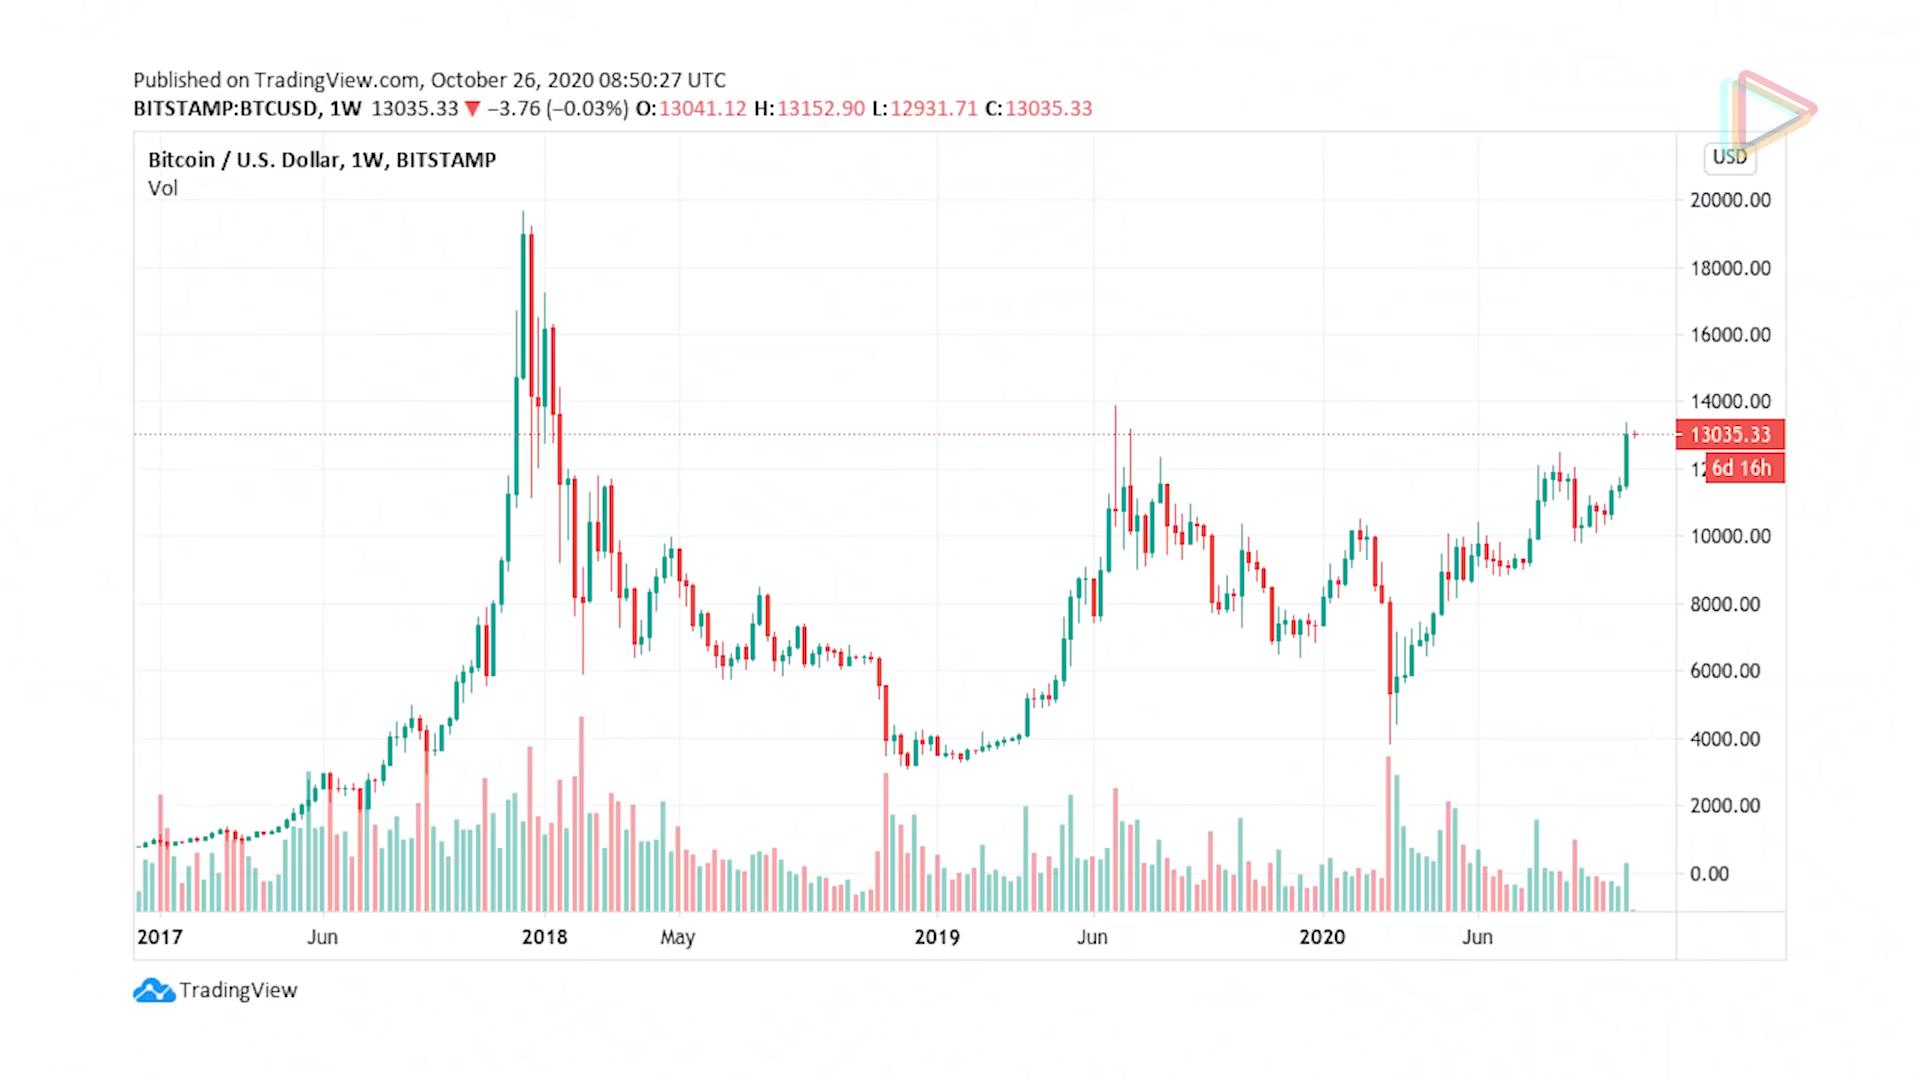 Published on TradingView.com, October 26, 2020 08:50:27 UTC
BITSTAMP:BTCUSD, 1W 13035.33 ▼ −3.76 (−0.03%) O:13041.12 H:13152.90 L:12931.71 C:13035.33
Bitcoin / U.S. Dollar, 1W, BITSTAMP
Vol
USD
20000.00
18000.00
16000.00
14000.00
13035.33
6d 16h
10000.00
8000.00
6000.00
4000.00
2000.00
0.00
2017 Jun 2018 May 2019 Jun 2020 Jun
TradingView